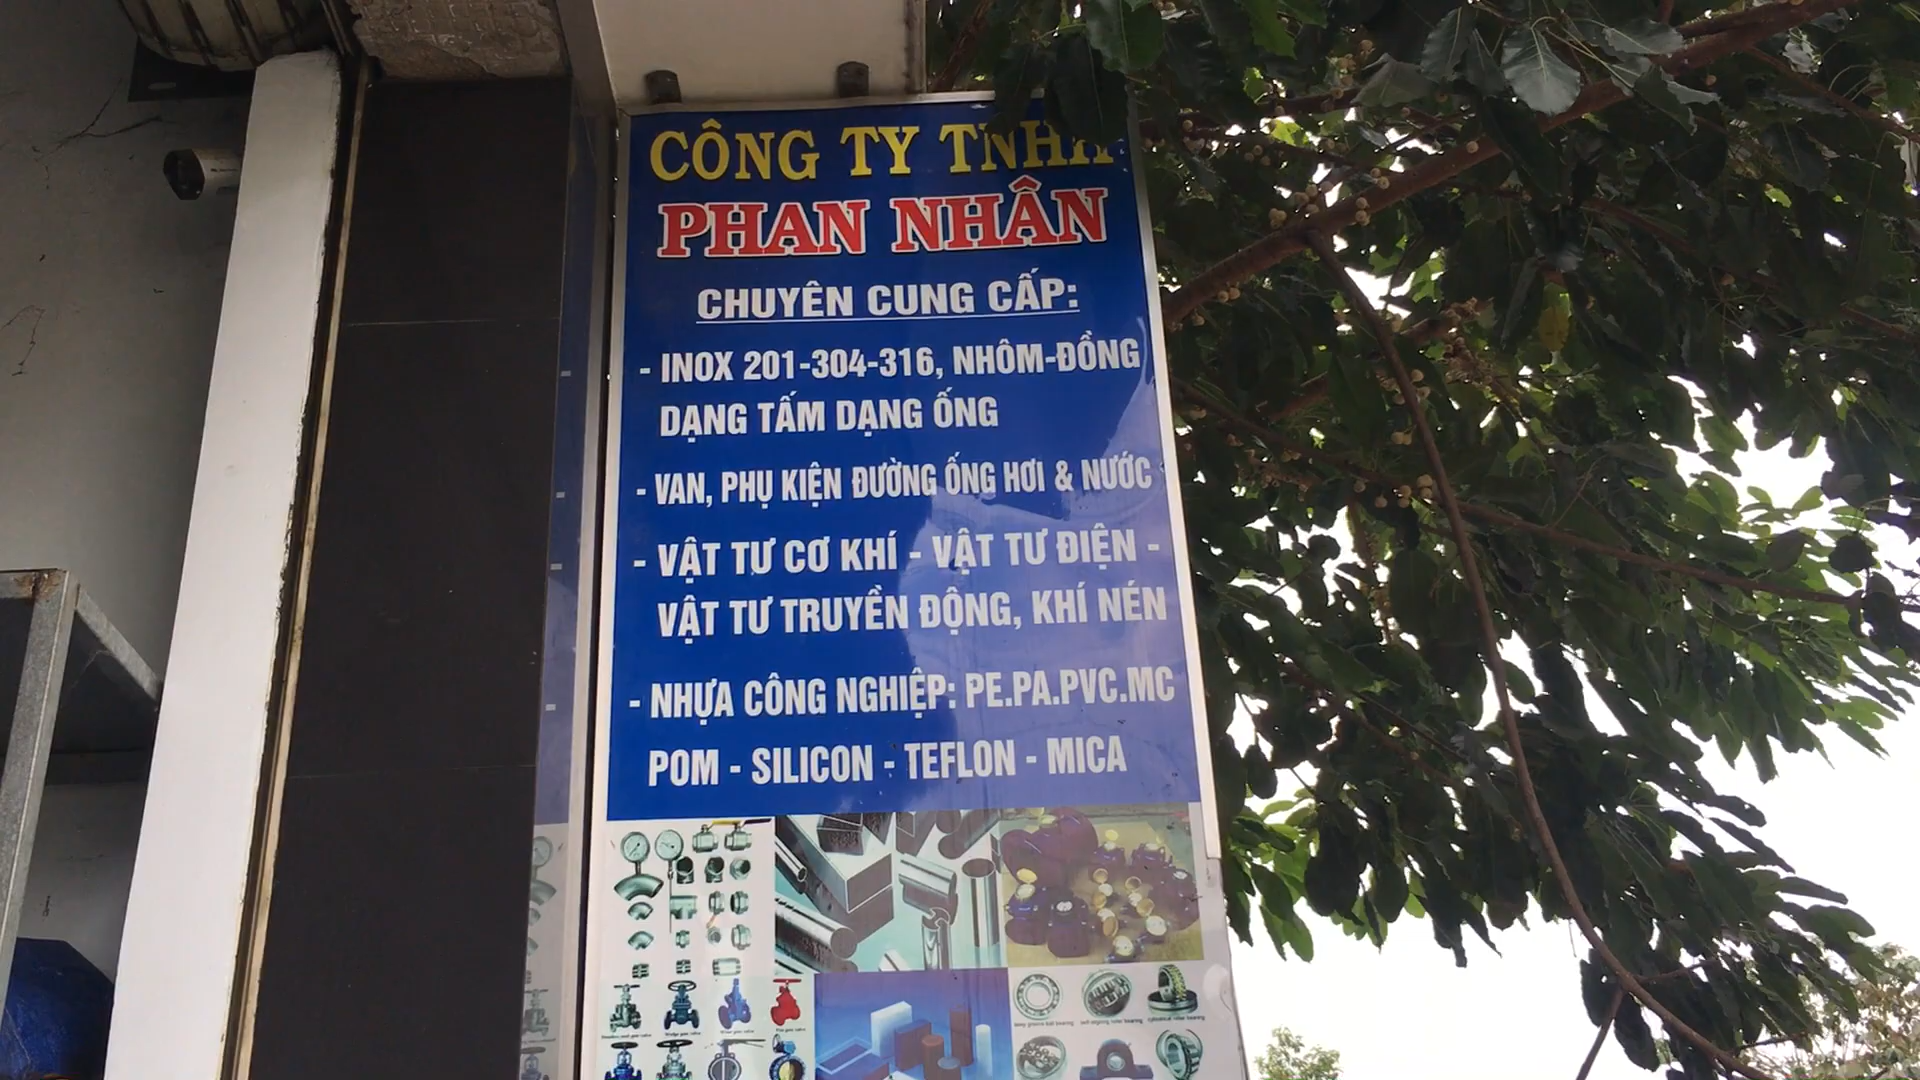 CÔNG TY TNHH
PHAN NHÂN
CHUYÊN CUNG CẤP:
- INOX 201-304-316, NHÔM-ĐỒNG
DẠNG TẤM DẠNG ỐNG
- VAN, PHỤ KIỆN ĐƯỜNG ỐNG HƠI & NƯỚC
- VẬT TƯ CƠ KHÍ - VẬT TƯ ĐIỆN -
VẬT TƯ TRUYỀN ĐỘNG, KHÍ NÉN
- NHỰA CÔNG NGHIỆP: PE.PA.PVC.MC
POM - SILICON - TEFLON - MICA